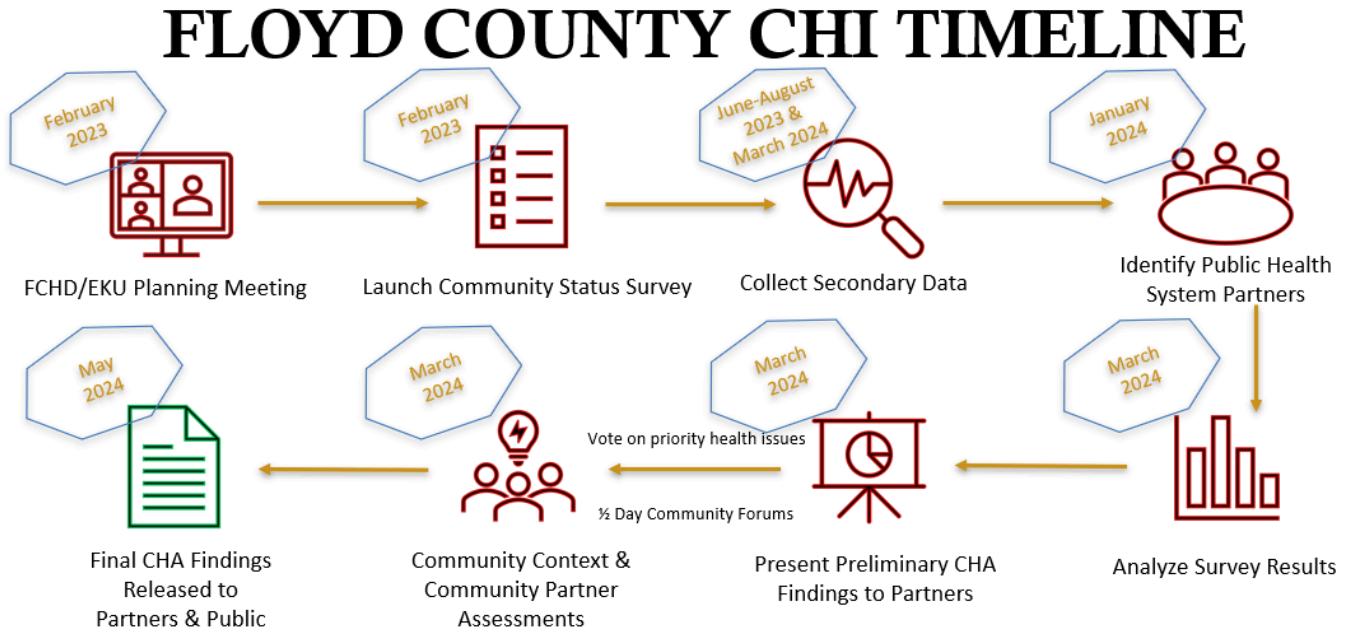 FLOYD COUNTY CHI TIMELINE
February
2023
FCHD/EKU Planning Meeting
February
2023
Launch Community Status Survey
June-August
2023 &
March 2024
Collect Secondary Data
January
2024
Identify Public Health
System Partners
March
2024
Analyze Survey Results
March
2024
Present Preliminary CHA
Findings to Partners
Vote on priority health issues
½ Day Community Forums
March
2024
Community Context &
Community Partner
Assessments
May
2024
Final CHA Findings
Released to
Partners & Public